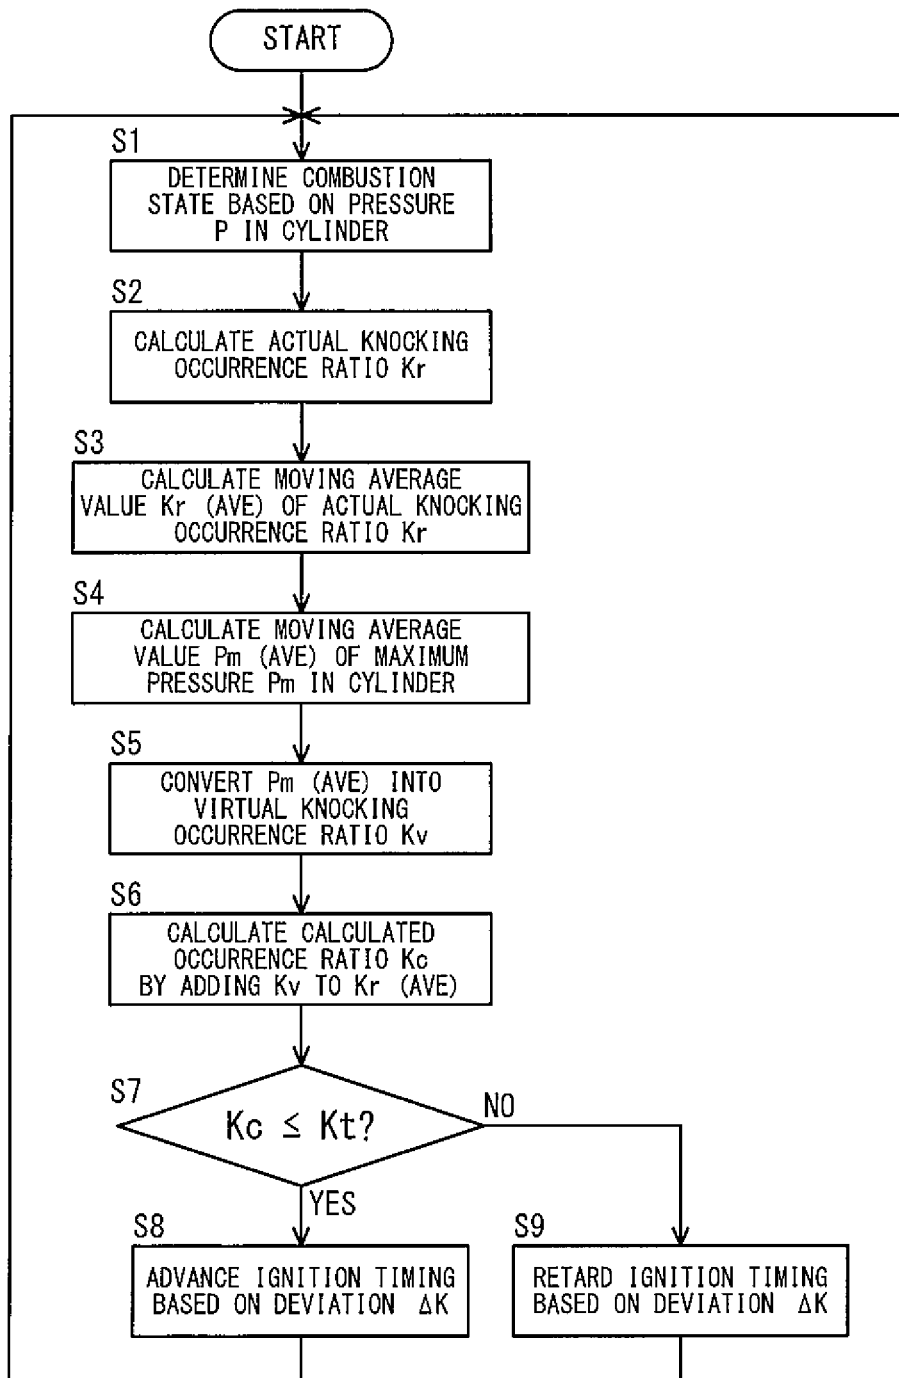 START
S1
DETERMINE COMBUSTION
STATE BASED ON PRESSURE
P IN CYLINDER
S2
CALCULATE ACTUAL KNOCKING
OCCURRENCE RATIO Kr
S3
CALCULATE MOVING AVERAGE
VALUE Kr (AVE) OF ACTUAL KNOCKING
OCCURRENCE RATIO Kr
S4
CALCULATE MOVING AVERAGE
VALUE Pm (AVE) OF MAXIMUM
PRESSURE Pm IN CYLINDER
S5
CONVERT Pm (AVE) INTO
VIRTUAL KNOCKING
OCCURRENCE RATIO Kv
S6
CALCULATE CALCULATED
OCCURRENCE RATIO Kc
BY ADDING Kv TO Kr (AVE)
S7
Kc ≤ Kt?
NO
YES
S8
ADVANCE IGNITION TIMING
BASED ON DEVIATION ΔK
S9
RETARD IGNITION TIMING
BASED ON DEVIATION ΔK